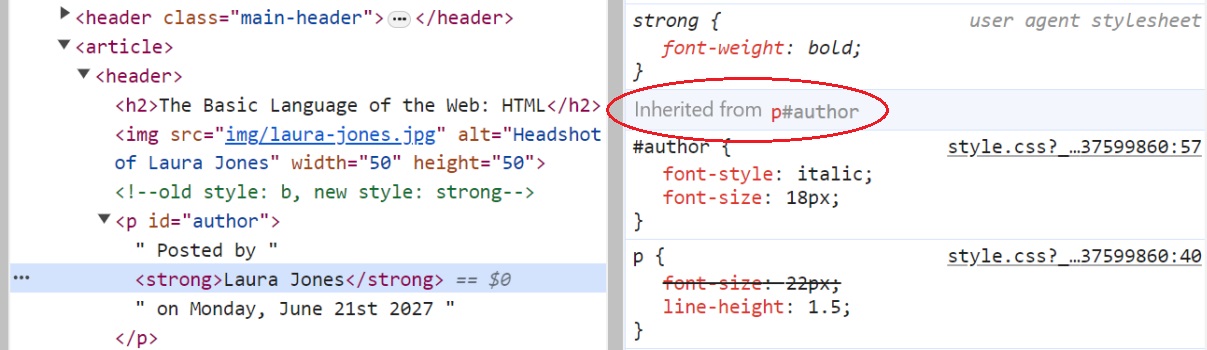 <header class="main-header"> ... </header>
<article>
<header>
<h2>The Basic Language of the Web: HTML</h2>
<img src="img/laura-jones.jpg" alt="Headshot
of Laura Jones" width="50" height="50">
<!--old style: b, new style: strong-->
<p id="author">
" Posted by "
... <strong>Laura Jones</strong> == $0
" on Monday, June 21st 2027 "
</p>
strong { user agent stylesheet
font-weight: bold;
}
Inherited from p#author
#author { style.css?_…37599860:57
font-style: italic;
font-size: 18px;
}
p { style.css?_…37599860:40
font-size: 22px;
line-height: 1.5;
}